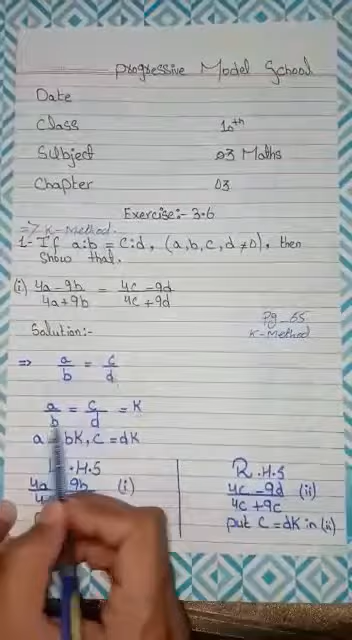 Progressive Model School
Date
Class 10th
Subject 03 Maths
Chapter 03
Exercise:- 3.6
=> K-Method.
1- If a:b = c:d, (a,b,c,d ≠ 0), then
show that.
(i) 4a-9b/4a+9b = 4c-9d/4c+9d
Solution:-
Pg _ 65
K-Method
=> a/b = c/d
a/b = c/d = K
a = bK, c = dK
L.H.S
4a-9b (i)
R.H.S
4c-9d/4c+9c (ii)
put c = dK in (ii)